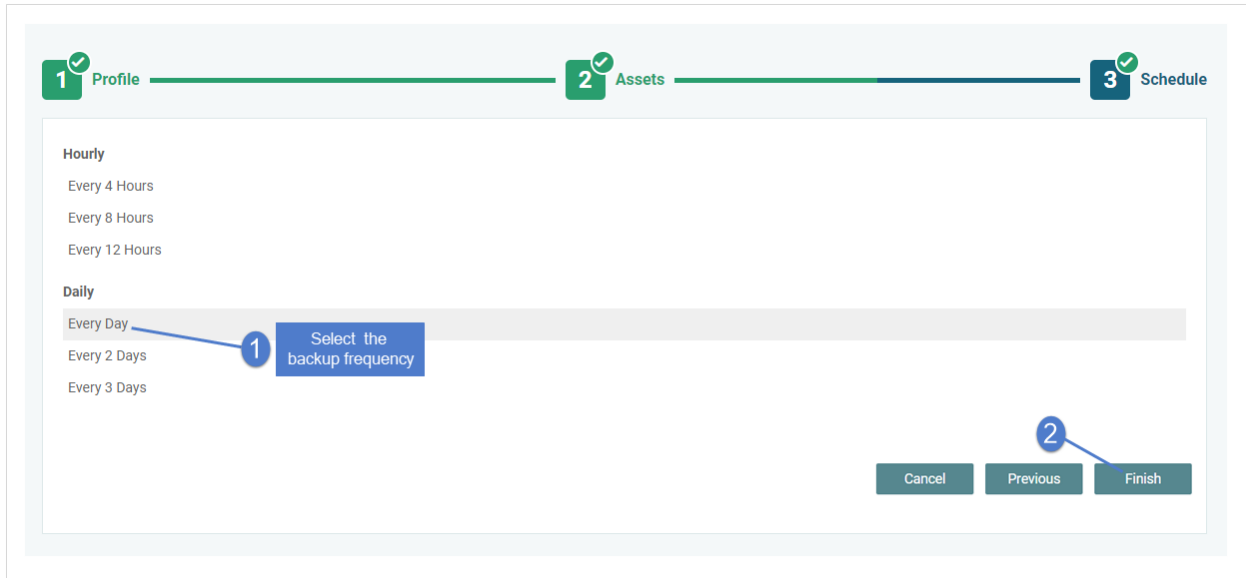 1 Profile 2 Assets 3 Schedule
Hourly
Every 4 Hours
Every 8 Hours
Every 12 Hours
Daily
Every Day
1 Select the
backup frequency
Every 2 Days
Every 3 Days
2
Cancel Previous Finish